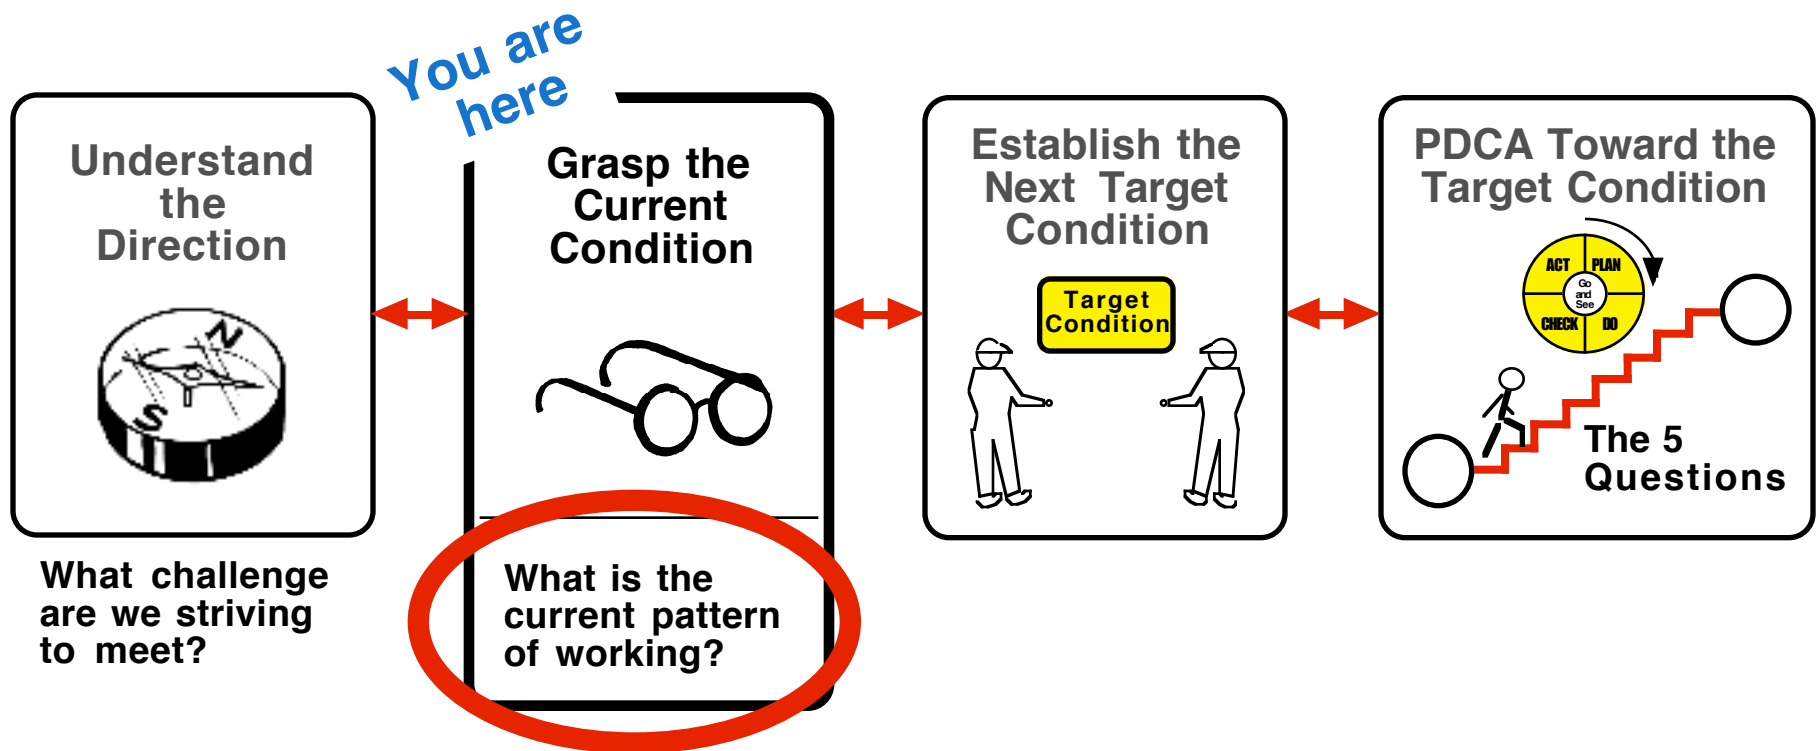 You are
here
Understand
the
Direction
What challenge
are we striving
to meet?
Grasp the
Current
Condition
What is the
current pattern
of working?
Establish the
Next Target
Condition
Target
Condition
PDCA Toward the
Target Condition
ACT PLAN
Go
and
See
CHECK DO
The 5
Questions
N
S